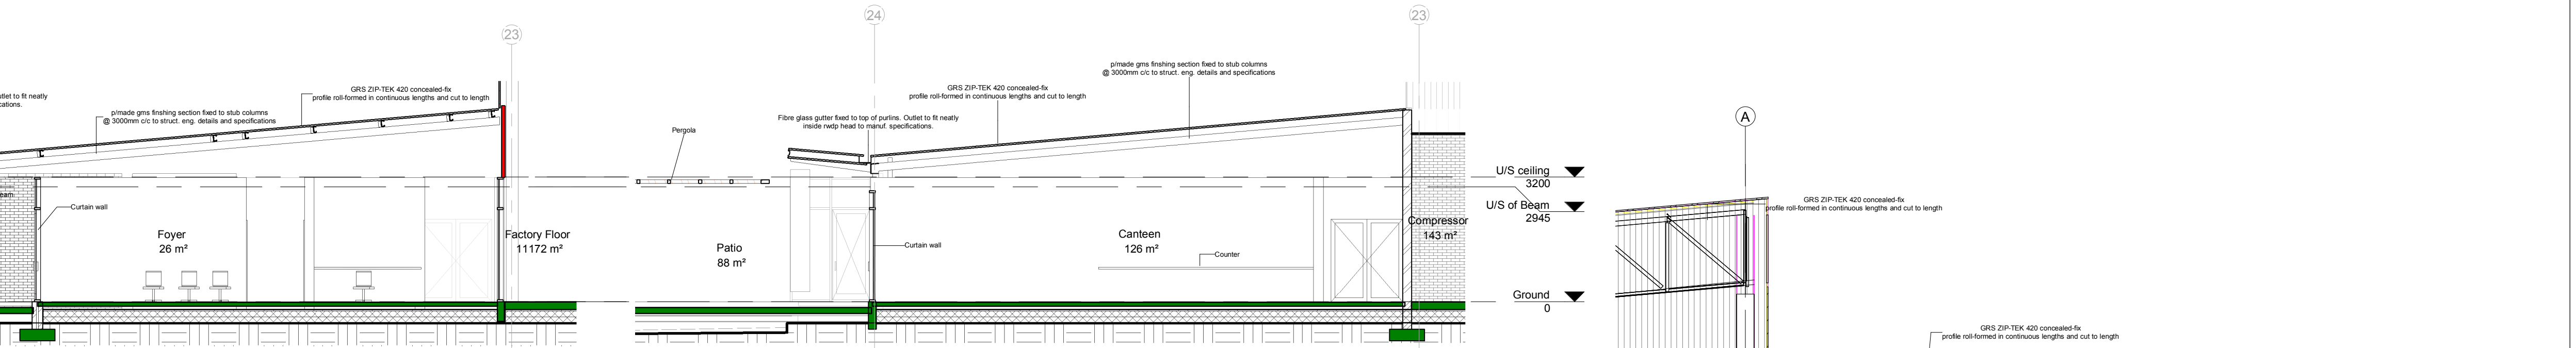 24
23
23
p/made gms finshing section fixed to stub columns
@ 3000mm c/c to struct. eng. details and specifications
GRS ZIP-TEK 420 concealed-fix
profile roll-formed in continuous lengths and cut to length
GRS ZIP-TEK 420 concealed-fix
profile roll-formed in continuous lengths and cut to length
utlet to fit neatly
cations.
p/made gms finshing section fixed to stub columns
@ 3000mm c/c to struct. eng. details and specifications
Fibre glass gutter fixed to top of purlins. Outlet to fit neatly
inside rwdp head to manuf. specifications.
A
Pergola
U/S ceiling
3200
eam
Curtain wall
U/S of Beam
2945
GRS ZIP-TEK 420 concealed-fix
profile roll-formed in continuous lengths and cut to length
Foyer
26 m²
Factory Floor
11172 m²
Patio
88 m²
Curtain wall
Canteen
126 m²
Counter
Compressor
143 m²
Ground
0
GRS ZIP-TEK 420 concealed-fix
profile roll-formed in continuous lengths and cut to length